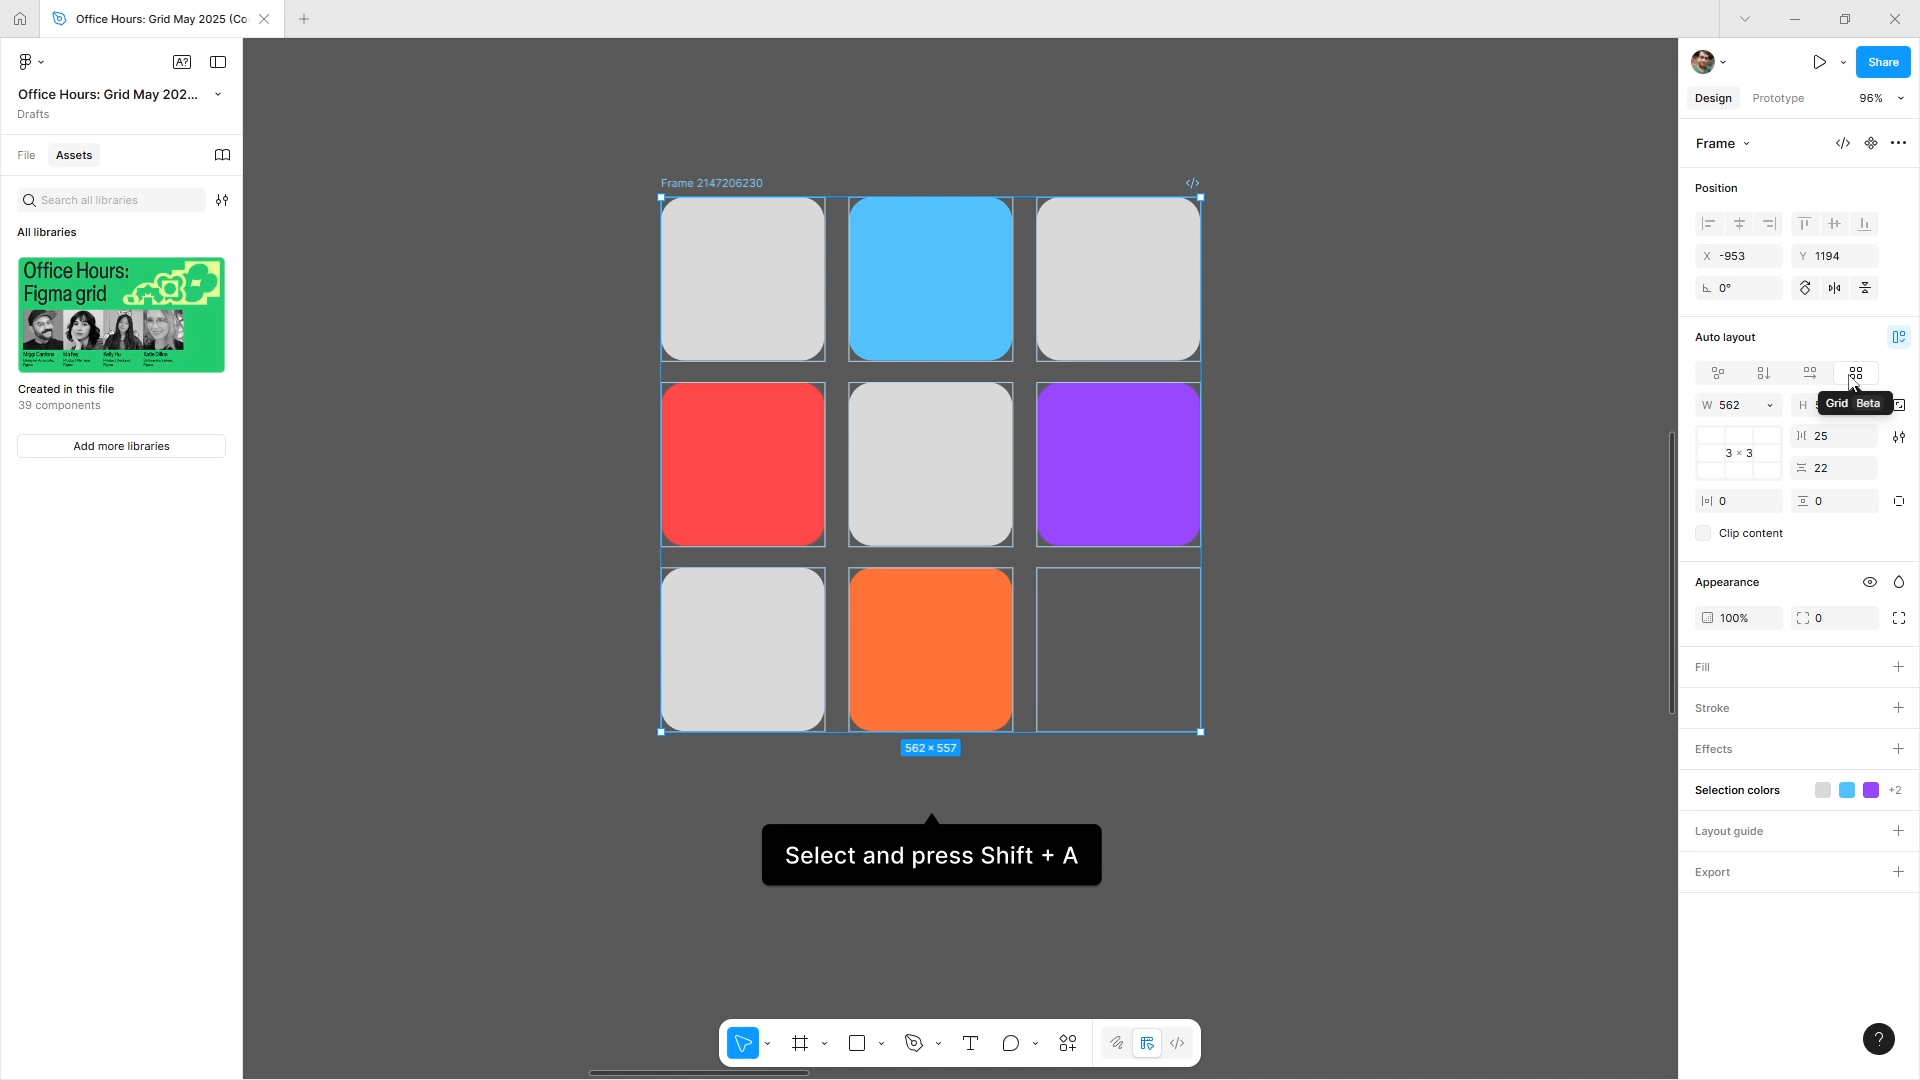 Office Hours: Grid May 2025 (Co
Office Hours: Grid May 202...
Drafts
File
Assets
Search all libraries
All libraries
Office Hours:
Figma grid
Created in this file
39 components
Add more libraries
Frame 2147206230
562 × 557
Select and press Shift + A
Share
Design
Prototype
96%
Frame
Position
X -953
Y 1194
0°
Auto layout
W 562
H
Grid Beta
3 × 3
25
22
0
0
Clip content
Appearance
100%
0
Fill
Stroke
Effects
Selection colors
+2
Layout guide
Export
?